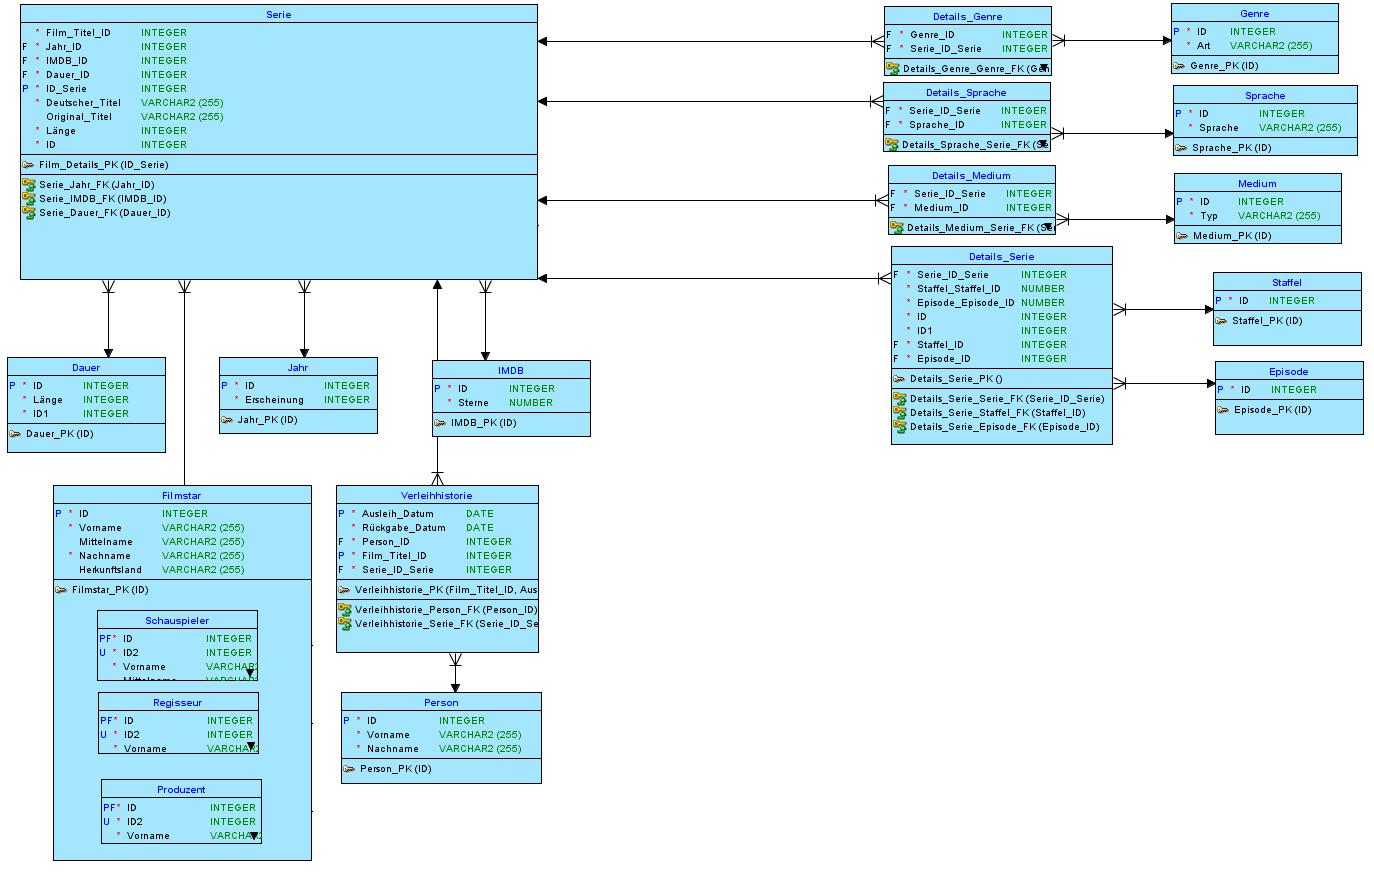 Serie
* Film_Titel_ID INTEGER
F * Jahr_ID INTEGER
F * IMDB_ID INTEGER
F * Dauer_ID INTEGER
P * ID_Serie INTEGER
* Deutscher_Titel VARCHAR2 (255)
Original_Titel VARCHAR2 (255)
* Länge INTEGER
* ID INTEGER
Film_Details_PK (ID_Serie)
Serie_Jahr_FK (Jahr_ID)
Serie_IMDB_FK (IMDB_ID)
Serie_Dauer_FK (Dauer_ID)
Details_Genre
F * Genre_ID INTEGER
F * Serie_ID_Serie INTEGER
Details_Genre_Genre_FK (Gen
Genre
P * ID INTEGER
* Art VARCHAR2 (255)
Genre_PK (ID)
Details_Sprache
F * Serie_ID_Serie INTEGER
F * Sprache_ID INTEGER
Details_Sprache_Serie_FK (Se
Sprache
P * ID INTEGER
* Sprache VARCHAR2 (255)
Sprache_PK (ID)
Details_Medium
F * Serie_ID_Serie INTEGER
F * Medium_ID INTEGER
Details_Medium_Serie_FK (Se
Medium
P * ID INTEGER
* Typ VARCHAR2 (255)
Medium_PK (ID)
Details_Serie
F * Serie_ID_Serie INTEGER
* Staffel_Staffel_ID NUMBER
* Episode_Episode_ID NUMBER
* ID INTEGER
* ID1 INTEGER
F * Staffel_ID INTEGER
F * Episode_ID INTEGER
Details_Serie_PK ()
Details_Serie_Serie_FK (Serie_ID_Serie)
Details_Serie_Staffel_FK (Staffel_ID)
Details_Serie_Episode_FK (Episode_ID)
Staffel
P * ID INTEGER
Staffel_PK (ID)
Episode
P * ID INTEGER
Episode_PK (ID)
Dauer
P * ID INTEGER
* Länge INTEGER
* ID1 INTEGER
Dauer_PK (ID)
Jahr
P * ID INTEGER
* Erscheinung INTEGER
Jahr_PK (ID)
IMDB
P * ID INTEGER
* Sterne NUMBER
IMDB_PK (ID)
Filmstar
P * ID INTEGER
* Vorname VARCHAR2 (255)
Mittelname VARCHAR2 (255)
* Nachname VARCHAR2 (255)
Herkunftsland VARCHAR2 (255)
Filmstar_PK (ID)
Schauspieler
PF* ID INTEGER
U * ID2 INTEGER
* Vorname VARCHAR2
Mittelname VARCHAR2
Regisseur
PF* ID INTEGER
U * ID2 INTEGER
* Vorname VARCHAR2
Produzent
PF* ID INTEGER
U * ID2 INTEGER
* Vorname VARCHA
Verleihhistorie
P * Ausleih_Datum DATE
* Rückgabe_Datum DATE
F * Person_ID INTEGER
P * Film_Titel_ID INTEGER
F * Serie_ID_Serie INTEGER
Verleihhistorie_PK (Film_Titel_ID, Aus
Verleihhistorie_Person_FK (Person_ID)
Verleihhistorie_Serie_FK (Serie_ID_Se
Person
P * ID INTEGER
* Vorname VARCHAR2 (255)
* Nachname VARCHAR2 (255)
Person_PK (ID)